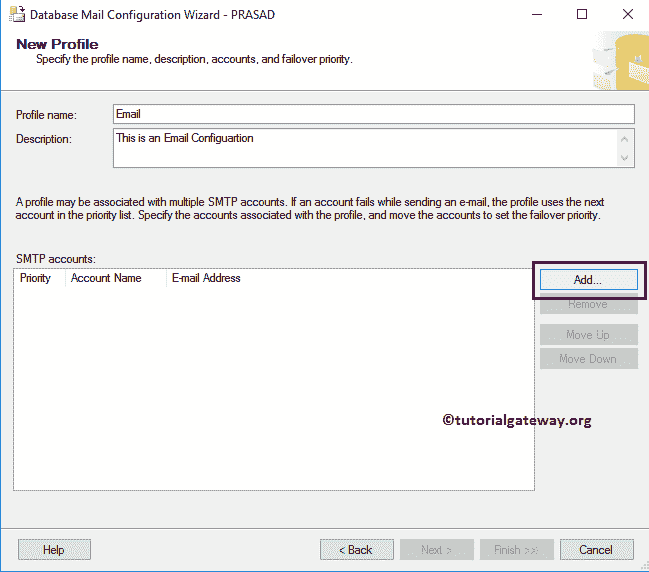 Database Mail Configuration Wizard - PRASAD
New Profile
Specify the profile name, description, accounts, and failover priority.
Profile name:
Email
Description:
This is an Email Configuartion
A profile may be associated with multiple SMTP accounts. If an account fails while sending an e-mail, the profile uses the next
account in the priority list. Specify the accounts associated with the profile, and move the accounts to set the failover priority.
SMTP accounts:
Priority Account Name E-mail Address
Add...
Remove
Move Up
Move Down
©tutorialgateway.org
Help < Back Next > Finish >>| Cancel